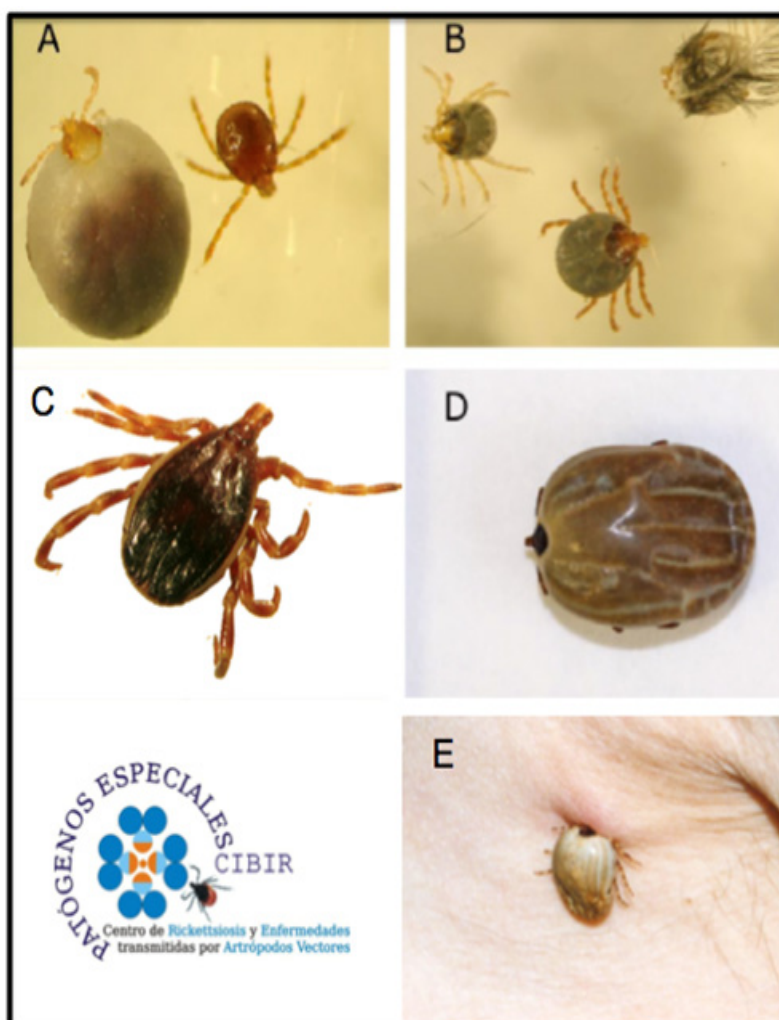 A
B
C
D
PATÓGENOS ESPECIALES
CIBIR
Centro de Rickettsiosis y Enfermedades
transmitidas por Artrópodos Vectores
E